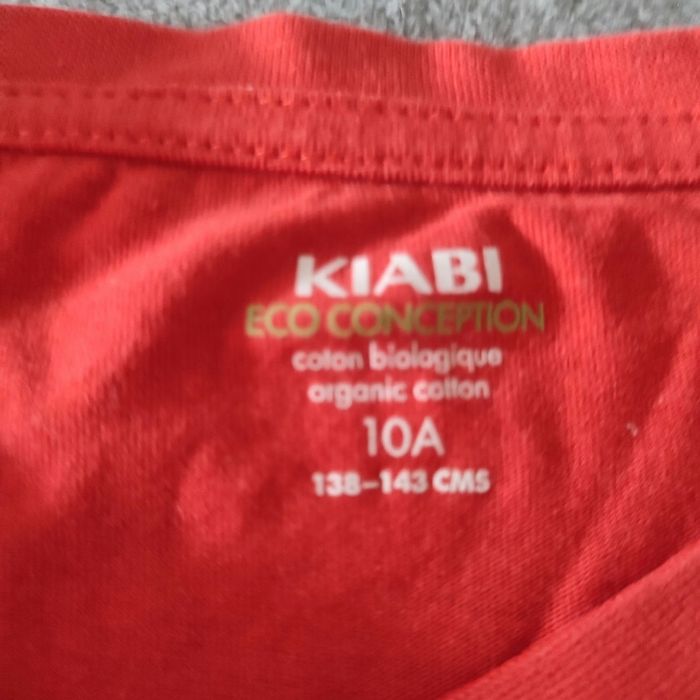 KIABI
ECO CONCEPTION
coton biologique
organic cotton
10A
138-143 CMS